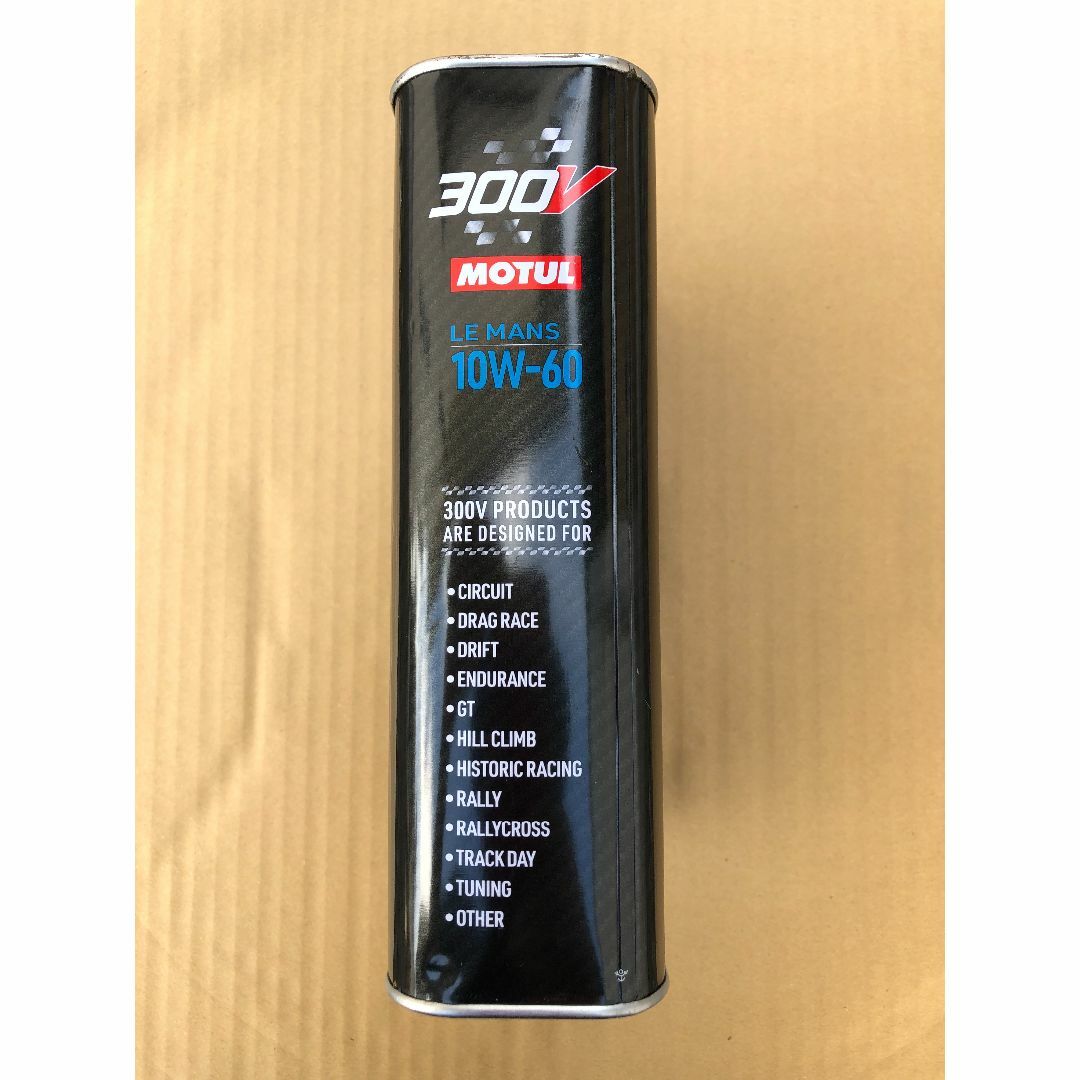 300V
MOTUL
LE MANS
10W-60
300V PRODUCTS
ARE DESIGNED FOR
•CIRCUIT
•DRAG RACE
•DRIFT
•ENDURANCE
•GT
•HILL CLIMB
•HISTORIC RACING
•RALLY
•RALLYCROSS
•TRACK DAY
•TUNING
•OTHER